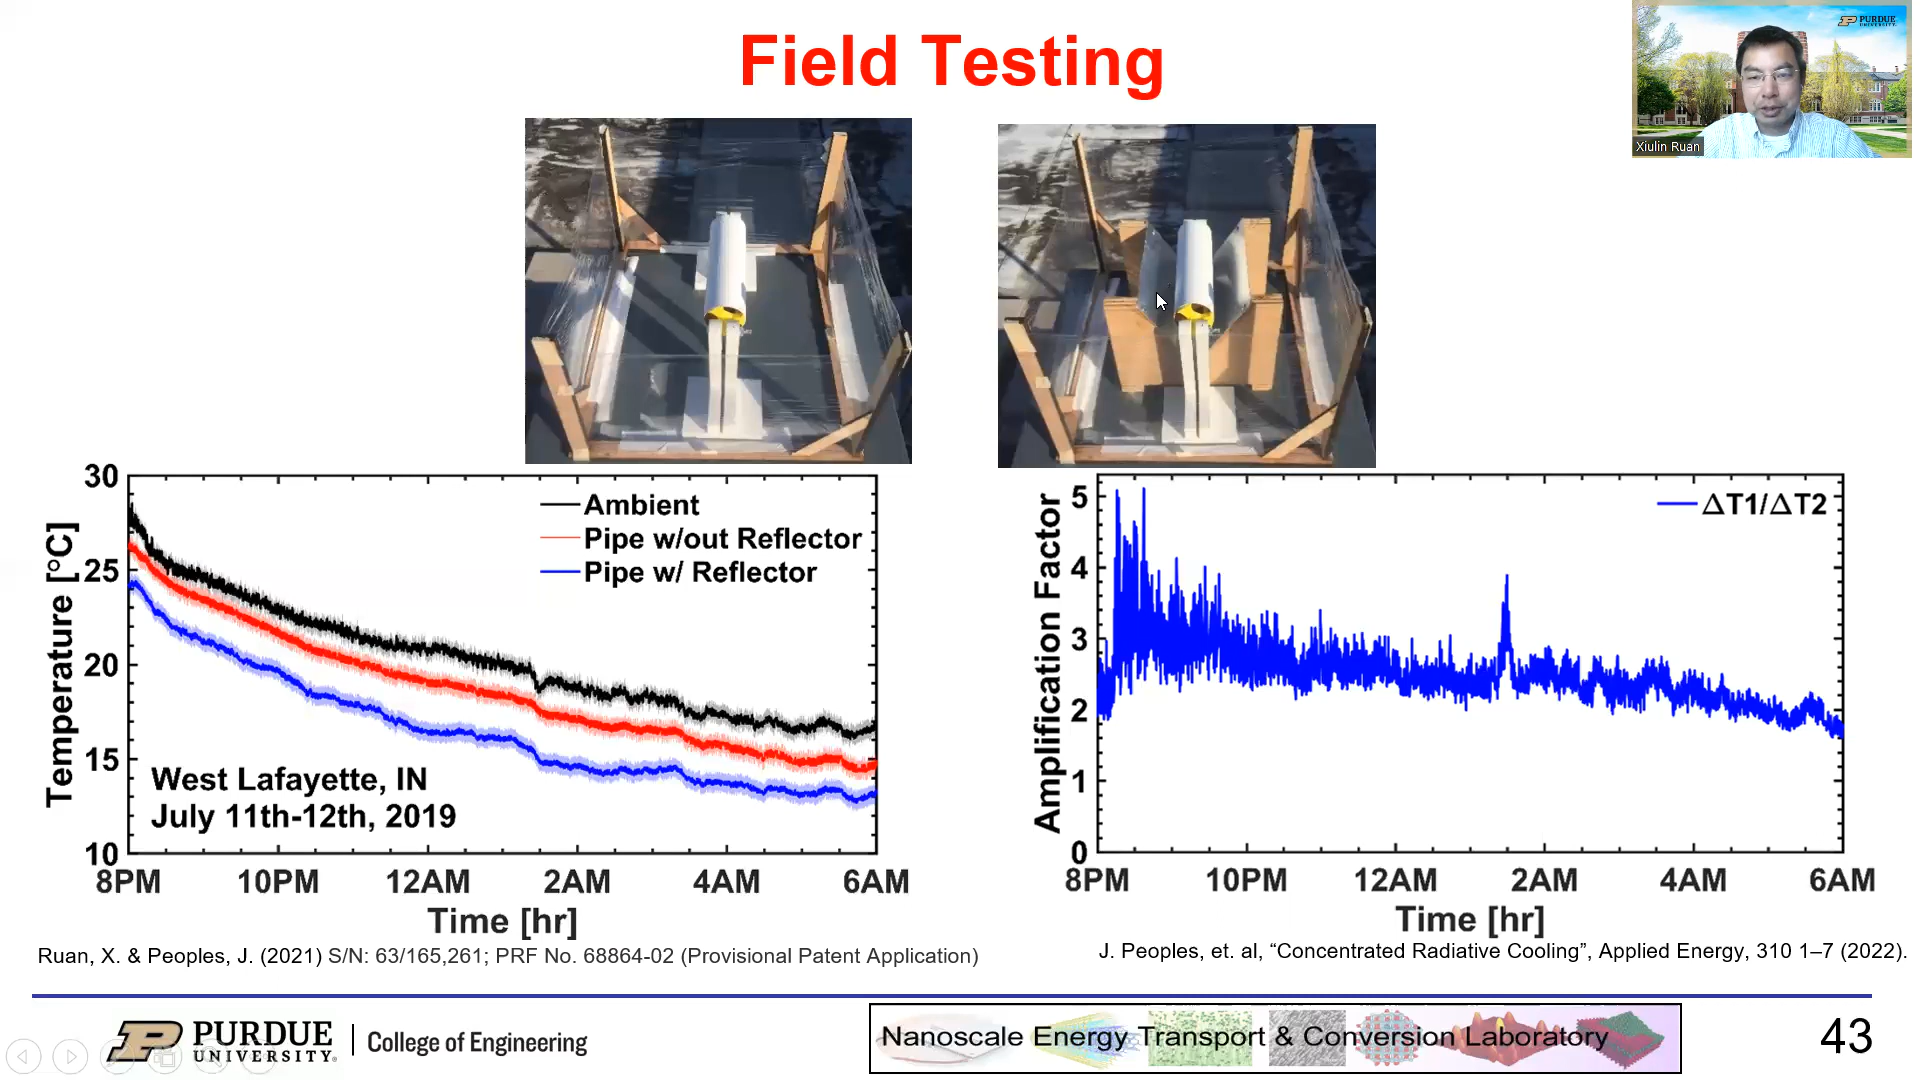 Field Testing
PURDUE
UNIVERSITY
Xiulin Ruan
30
25
20
15
10
Temperature [°C]
Ambient
Pipe w/out Reflector
Pipe w/ Reflector
West Lafayette, IN
July 11th-12th, 2019
8PM 10PM 12AM 2AM 4AM 6AM
Time [hr]
5
4
3
2
1
0
Amplification Factor
ΔT1/ΔT2
8PM 10PM 12AM 2AM 4AM 6AM
Time [hr]
Ruan, X. & Peoples, J. (2021) S/N: 63/165,261; PRF No. 68864-02 (Provisional Patent Application)
J. Peoples, et. al, “Concentrated Radiative Cooling”, Applied Energy, 310 1–7 (2022).
PURDUE
UNIVERSITY®
College of Engineering
Nanoscale Energy Transport & Conversion Laboratory
43